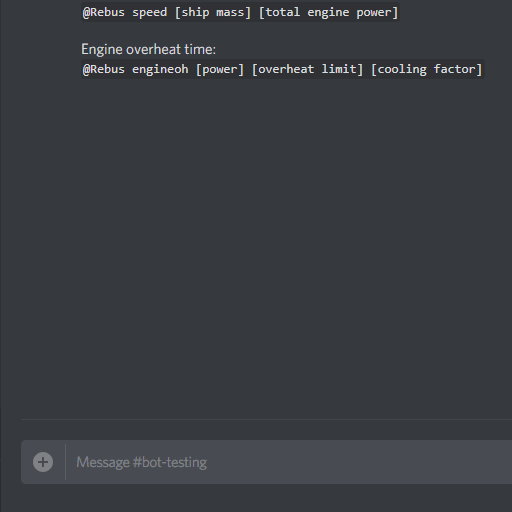 @Rebus speed [ship mass] [total engine power]
Engine overheat time:
@Rebus engineoh [power] [overheat limit] [cooling factor]
Message #bot-testing